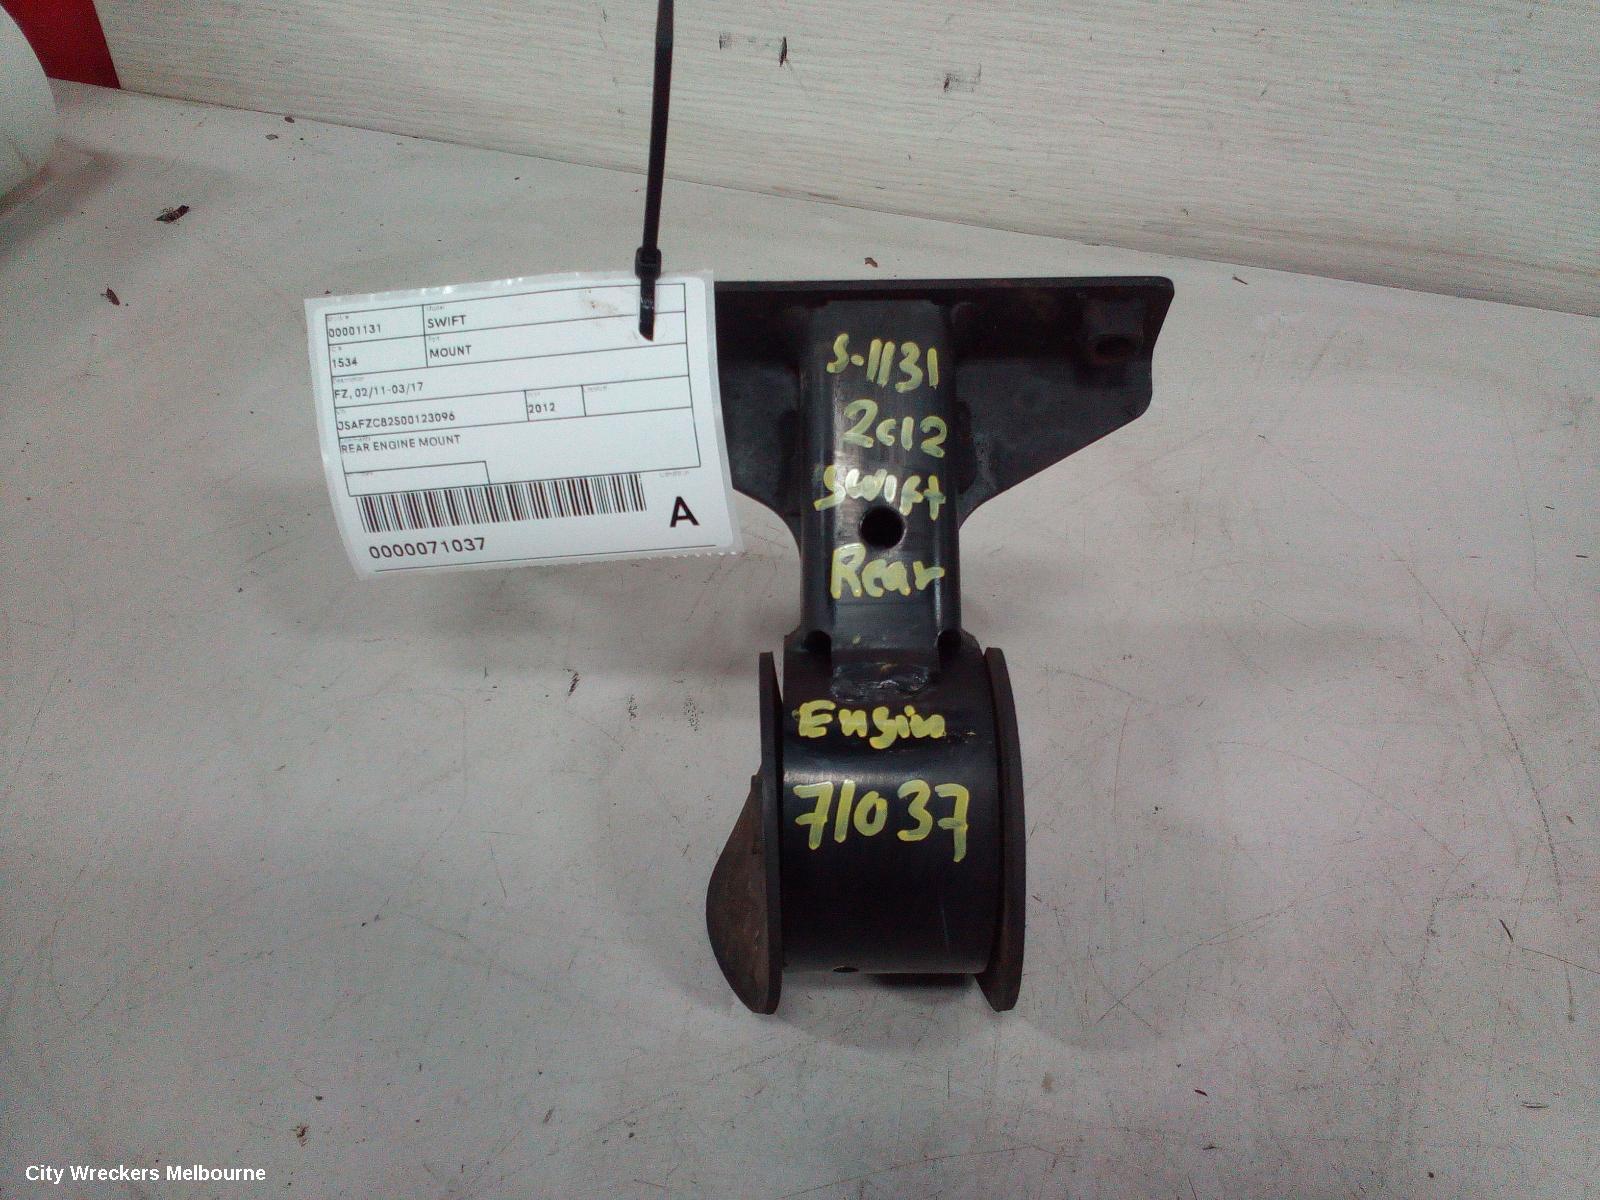 00001131
SWIFT
1534
MOUNT
FZ, 02/11-03/17
JSAFZC82S00123096
2012
REAR ENGINE MOUNT
A
0000071037
S-1131
2012
Swift
Rear
Engine
71037
City Wreckers Melbourne